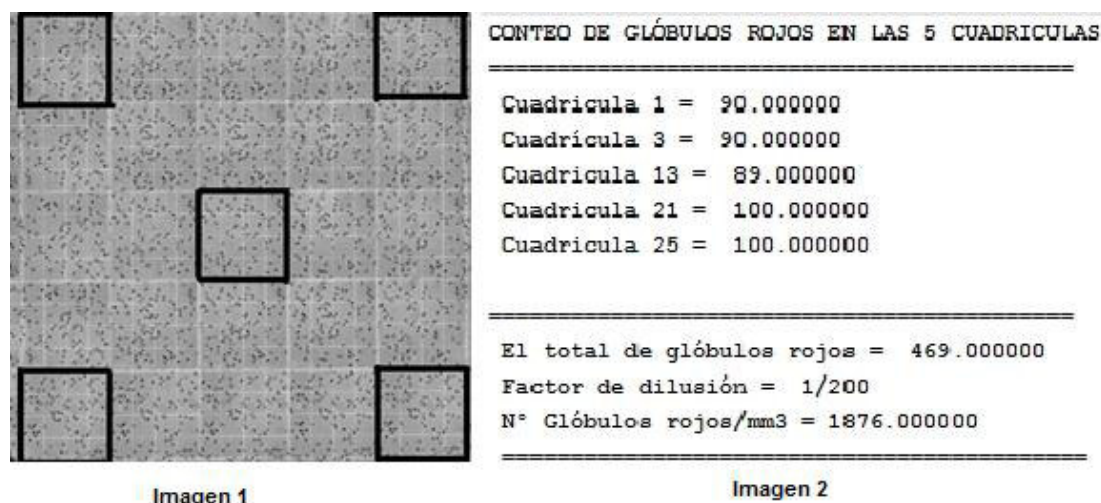 CONTEO DE GLÓBULOS ROJOS EN LAS 5 CUADRICULAS
Cuadricula 1 = 90.000000
Cuadrícula 3 = 90.000000
Cuadricula 13 = 89.000000
Cuadricula 21 = 100.000000
Cuadricula 25 = 100.000000
El total de glóbulos rojos = 469.000000
Factor de dilusión = 1/200
N° Glóbulos rojos/mm3 = 1876.000000
Imagen 1
Imagen 2